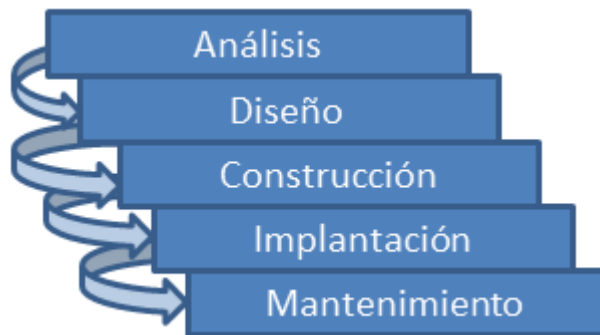 Análisis
Diseño
Construcción
Implantación
Mantenimiento